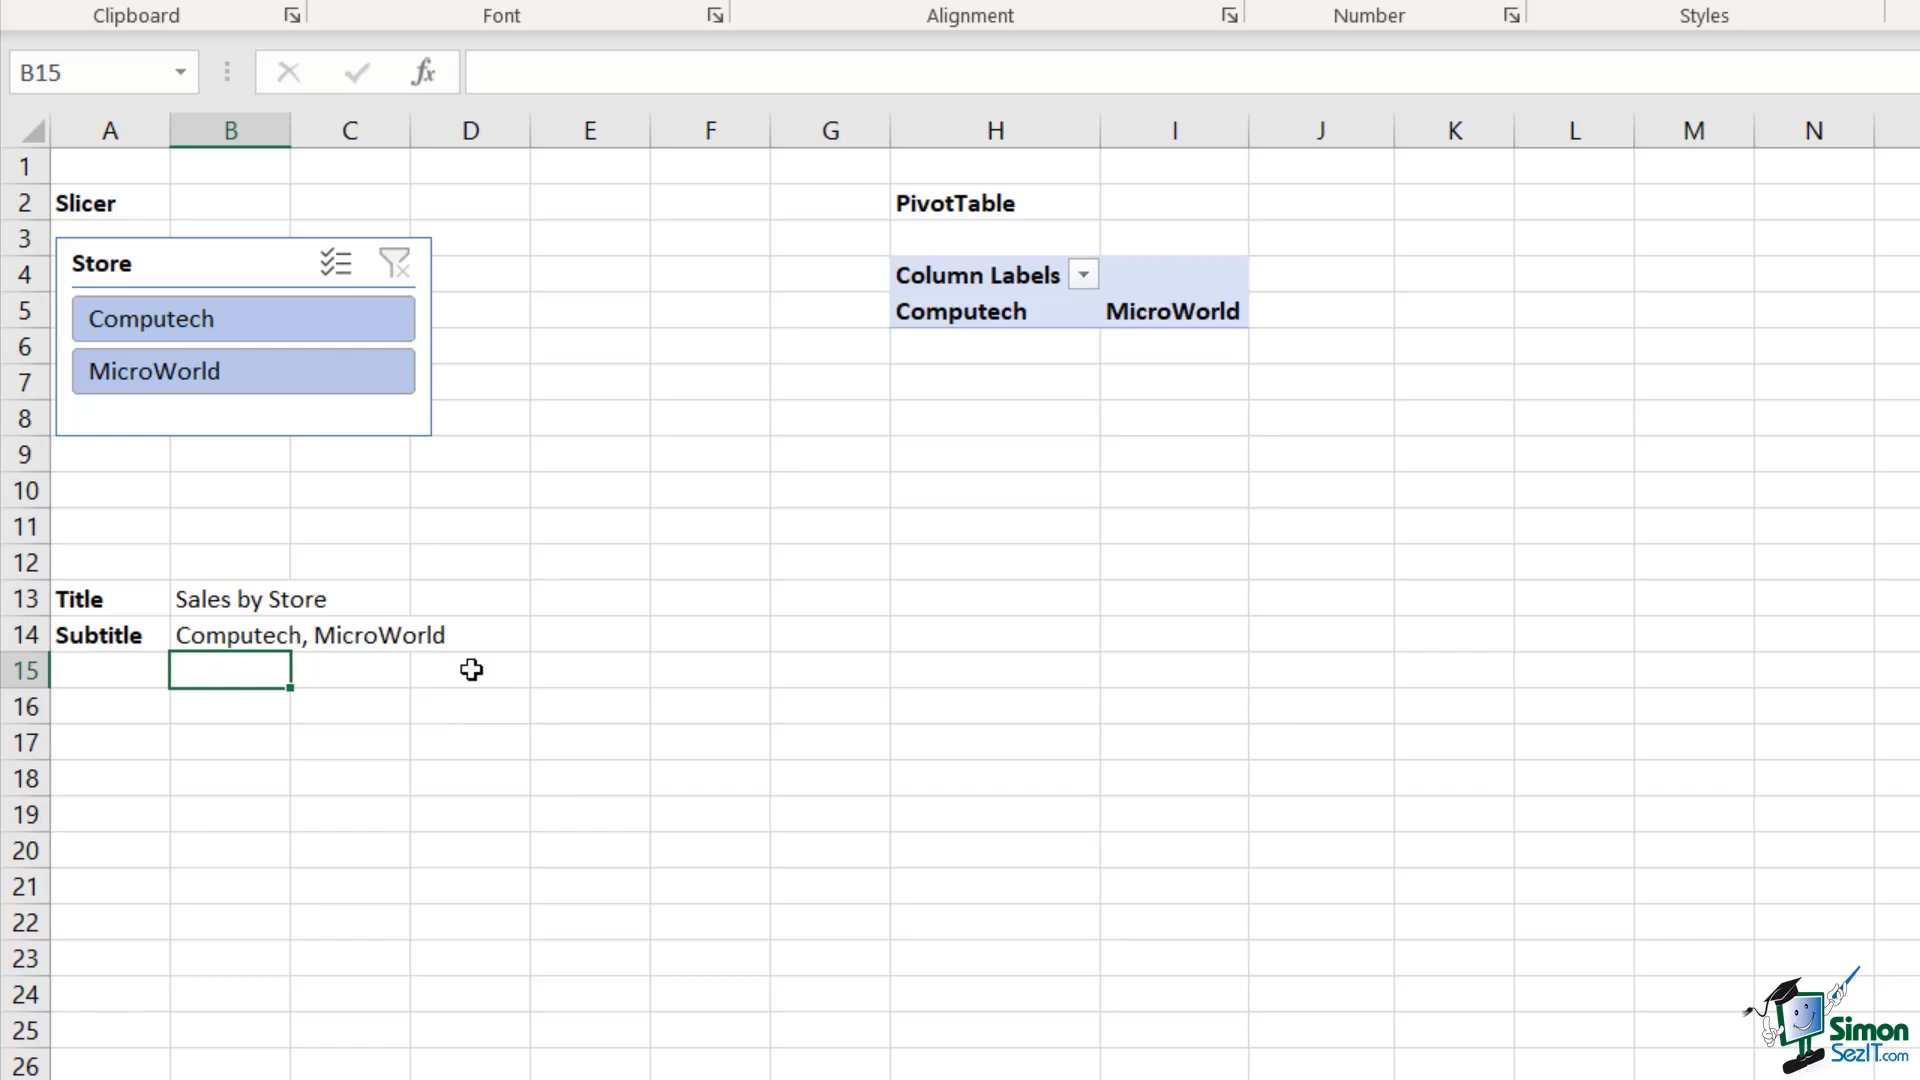 Clipboard Font Alignment Number Styles
B15 fx
A B C D E F G H I J K L M N
1
2 Slicer PivotTable
3
Store
4 Column Labels
5 Computech MicroWorld
Computech
6
7
MicroWorld
8
9
10
11
12
13 Title Sales by Store
14 Subtitle Computech, MicroWorld
15
16
17
18
19
20
21
22
23
24
25
26
Simon
SezIT.com